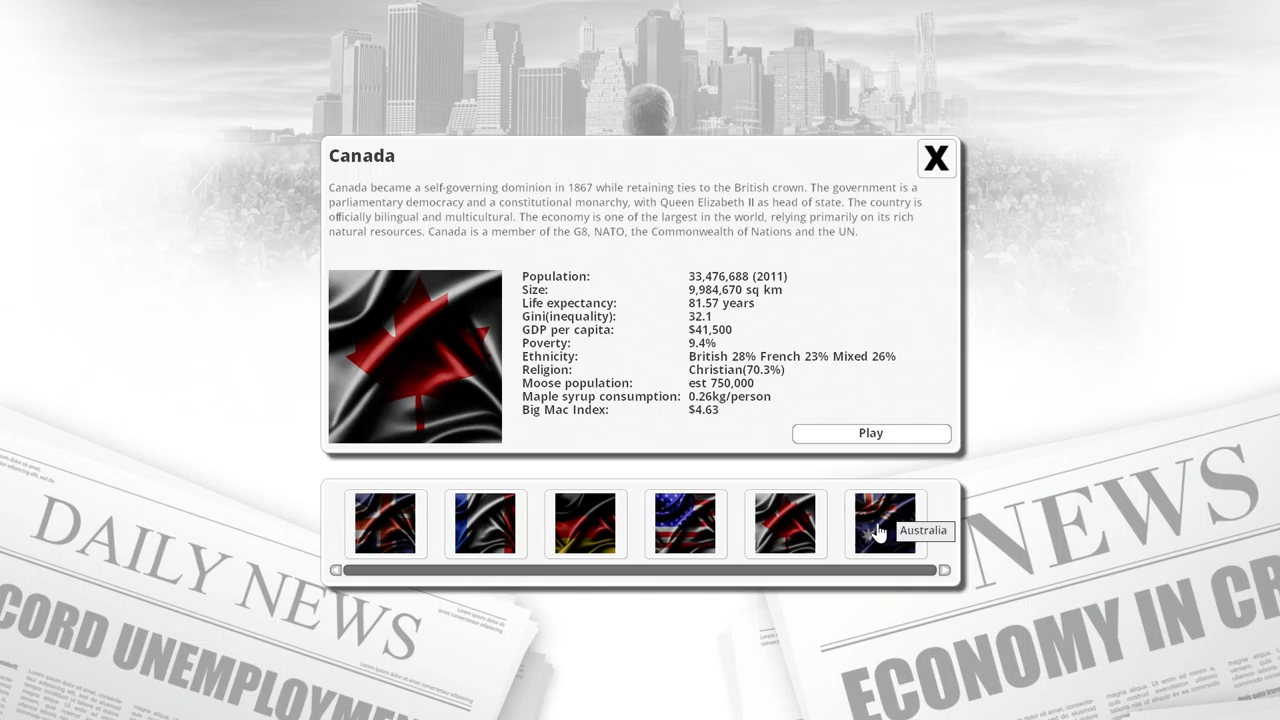 Canada
X
Canada became a self-governing dominion in 1867 while retaining ties to the British crown. The government is a
parliamentary democracy and a constitutional monarchy, with Queen Elizabeth II as head of state. The country is
officially bilingual and multicultural. The economy is one of the largest in the world, relying primarily on its rich
natural resources. Canada is a member of the G8, NATO, the Commonwealth of Nations and the UN.
Population: 33,476,688 (2011)
Size: 9,984,670 sq km
Life expectancy: 81.57 years
Gini(inequality): 32.1
GDP per capita: $41,500
Poverty: 9.4%
Ethnicity: British 28% French 23% Mixed 26%
Religion: Christian(70.3%)
Moose population: est 750,000
Maple syrup consumption: 0.26kg/person
Big Mac Index: $4.63
Play
Australia
DAILY NEWS
CORD UNEMPLOYME
NEWS
ECONOMY IN CR